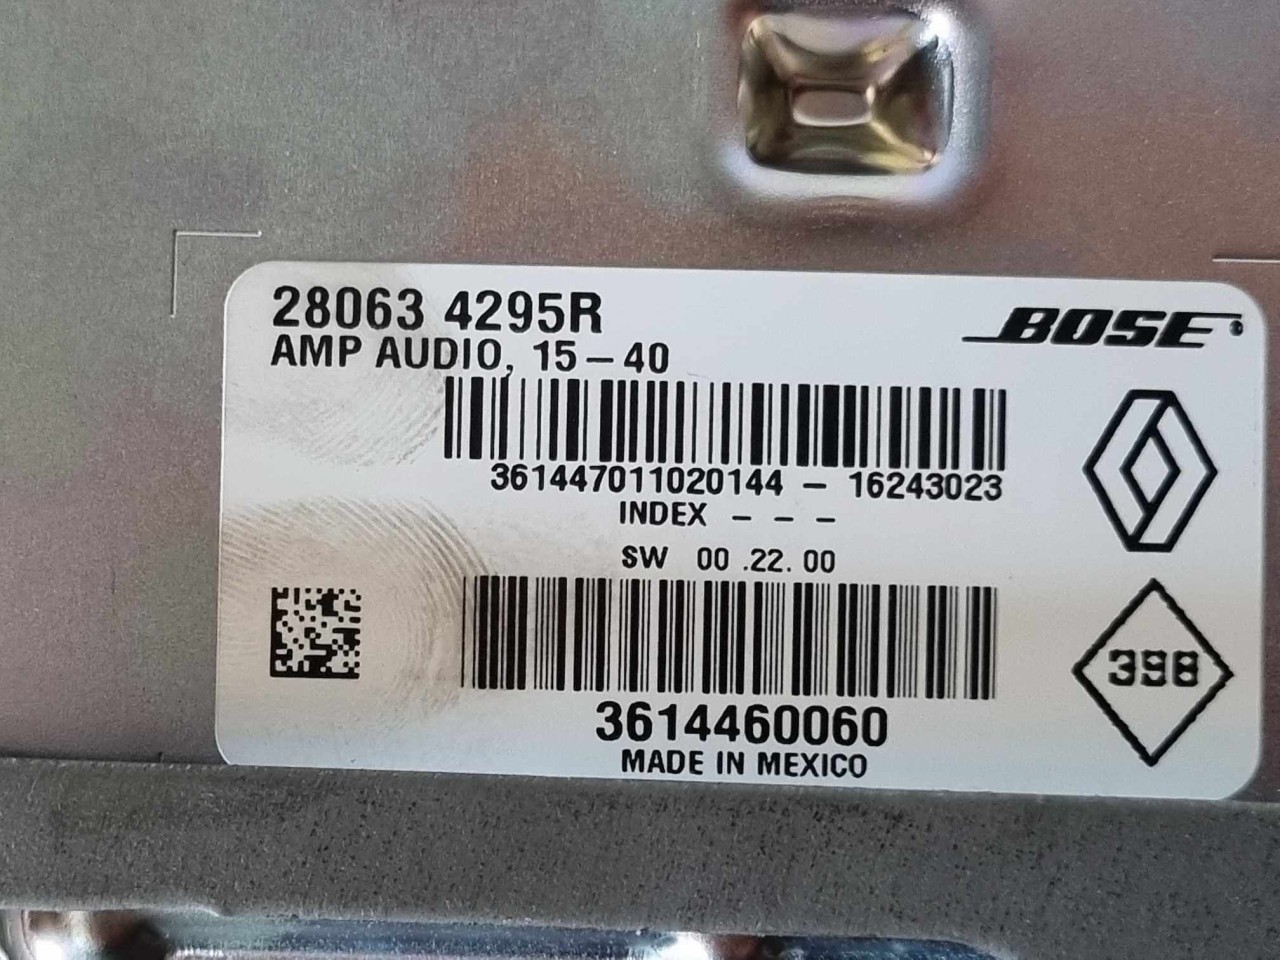 28063 4295R
BOSE
AMP AUDIO, 15-40
361447011020144 - 16243023
INDEX - - -
SW 00 .22. 00
398
3614460060
MADE IN MEXICO